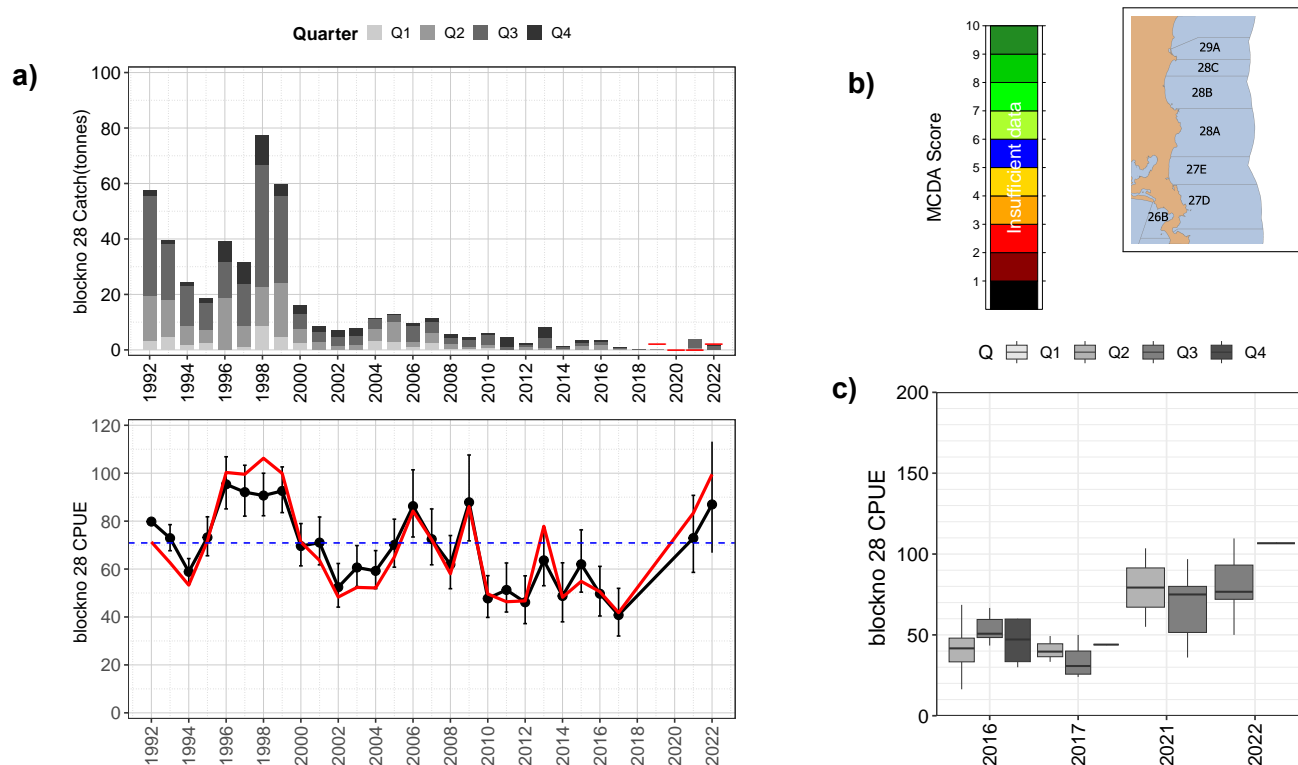 Quarter Q1 Q2 Q3 Q4
a)
blockno 28 Catch(tonnes)
100
80
60
40
20
0
1992 1994 1996 1998 2000 2002 2004 2006 2008 2010 2012 2014 2016 2018 2020 2022
blockno 28 CPUE
120
100
80
60
40
20
0
1992 1994 1996 1998 2000 2002 2004 2006 2008 2010 2012 2014 2016 2018 2020 2022
b)
MCDA Score
10
9
8
7
6
5
4
3
2
1
Insufficient data
29A
28C
28B
28A
27E
27D
26B
Q Q1 Q2 Q3 Q4
c)
blockno 28 CPUE
200
150
100
50
0
2016 2017 2021 2022